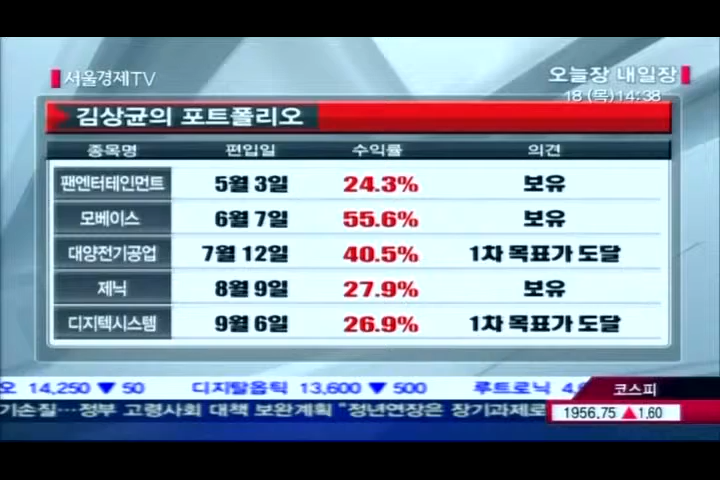 서울경제TV
오늘장 내일장
18 (목)14:38
김상균의 포트폴리오
종목명 편입일 수익률 의견
팬엔터테인먼트 5월 3일 24.3% 보유
모베이스 6월 7일 55.6% 보유
대양전기공업 7월 12일 40.5% 1차 목표가 도달
제닉 8월 9일 27.9% 보유
디지텍시스템 9월 6일 26.9% 1차 목표가 도달
오 14,250 ▼ 50 디지탈옵틱 13,600 ▼ 500 루트로닉
코스피
기손질…정부 고령사회 대책 보완계획 "정년연장은 장기과제로
1956.75 ▲1.60